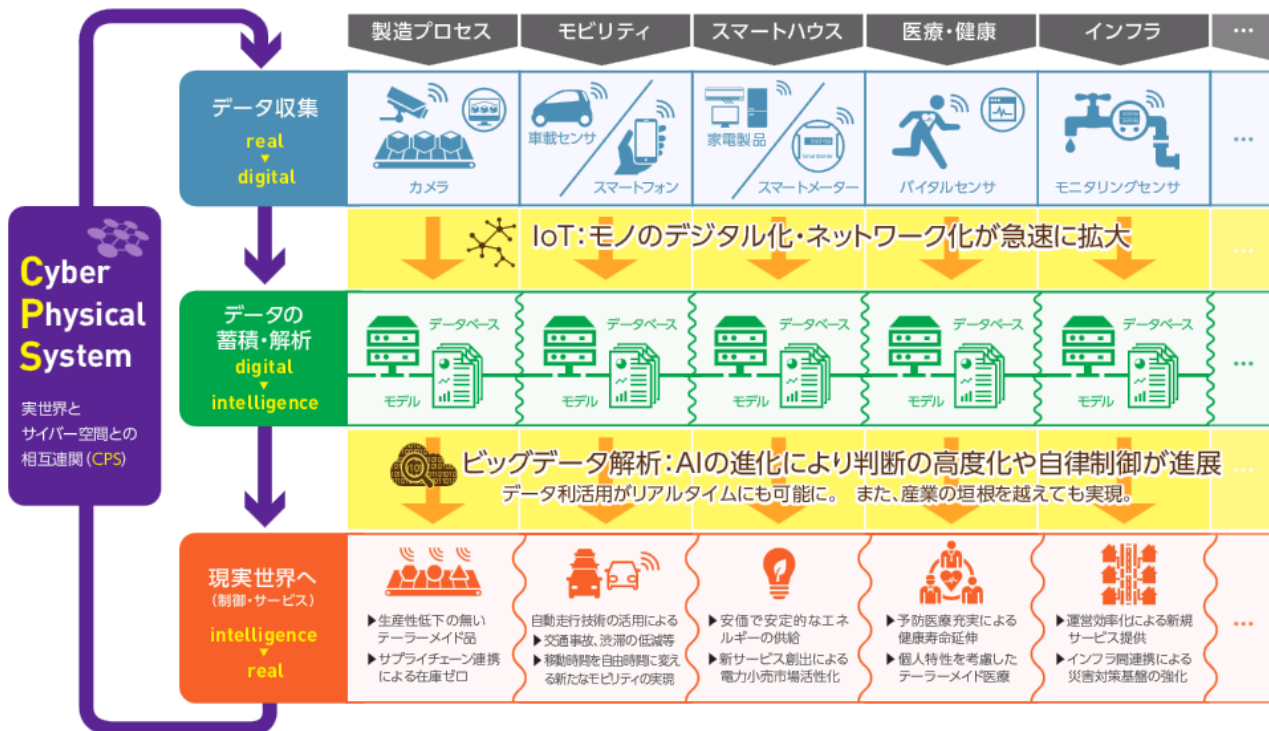 製造プロセス
モビリティ
スマートハウス
医療・健康
インフラ
…
Cyber
Physical
System
実世界と
サイバー空間との
相互連関(CPS)
データ収集
real
digital
カメラ
車載センサ
スマートフォン
家電製品
スマートメーター
バイタルセンサ
モニタリングセンサ
…
IoT:モノのデジタル化・ネットワーク化が急速に拡大
…
データの
蓄積・解析
digital
intelligence
データベース
モデル
データベース
モデル
データベース
モデル
データベース
モデル
データベース
モデル
…
ビッグデータ解析:AIの進化により判断の高度化や自律制御が進展
データ利活用がリアルタイムにも可能に。 また、産業の垣根を越えても実現。
…
現実世界へ
(制御・サービス)
intelligence
real
▶生産性低下の無い
テーラーメイド品
▶サプライチェーン連携
による在庫ゼロ
自動走行技術の活用による
▶交通事故、渋滞の低減等
▶移動時間を自由時間に変え
る新たなモビリティの実現
▶安価で安定的なエネ
ルギーの供給
▶新サービス創出による
電力小売市場活性化
▶予防医療充実による
健康寿命延伸
▶個人特性を考慮した
テーラーメイド医療
▶運営効率化による新規
サービス提供
▶インフラ間連携による
災害対策基盤の強化
…